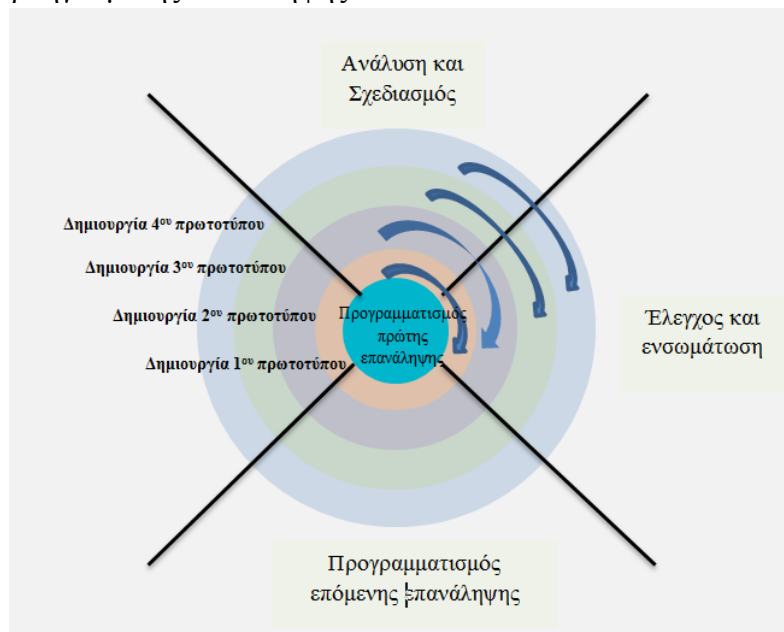 Ανάλυση και
Σχεδιασμός
Δημιουργία 4ου πρωτοτύπου
Δημιουργία 3ου πρωτοτύπου
Δημιουργία 2ου πρωτοτύπου
Δημιουργία 1ου πρωτοτύπου
Προγραμματισμός
πρώτης
επανάληψης
Έλεγχος και
ενσωμάτωση
Προγραμματισμός
επόμενης επανάληψης